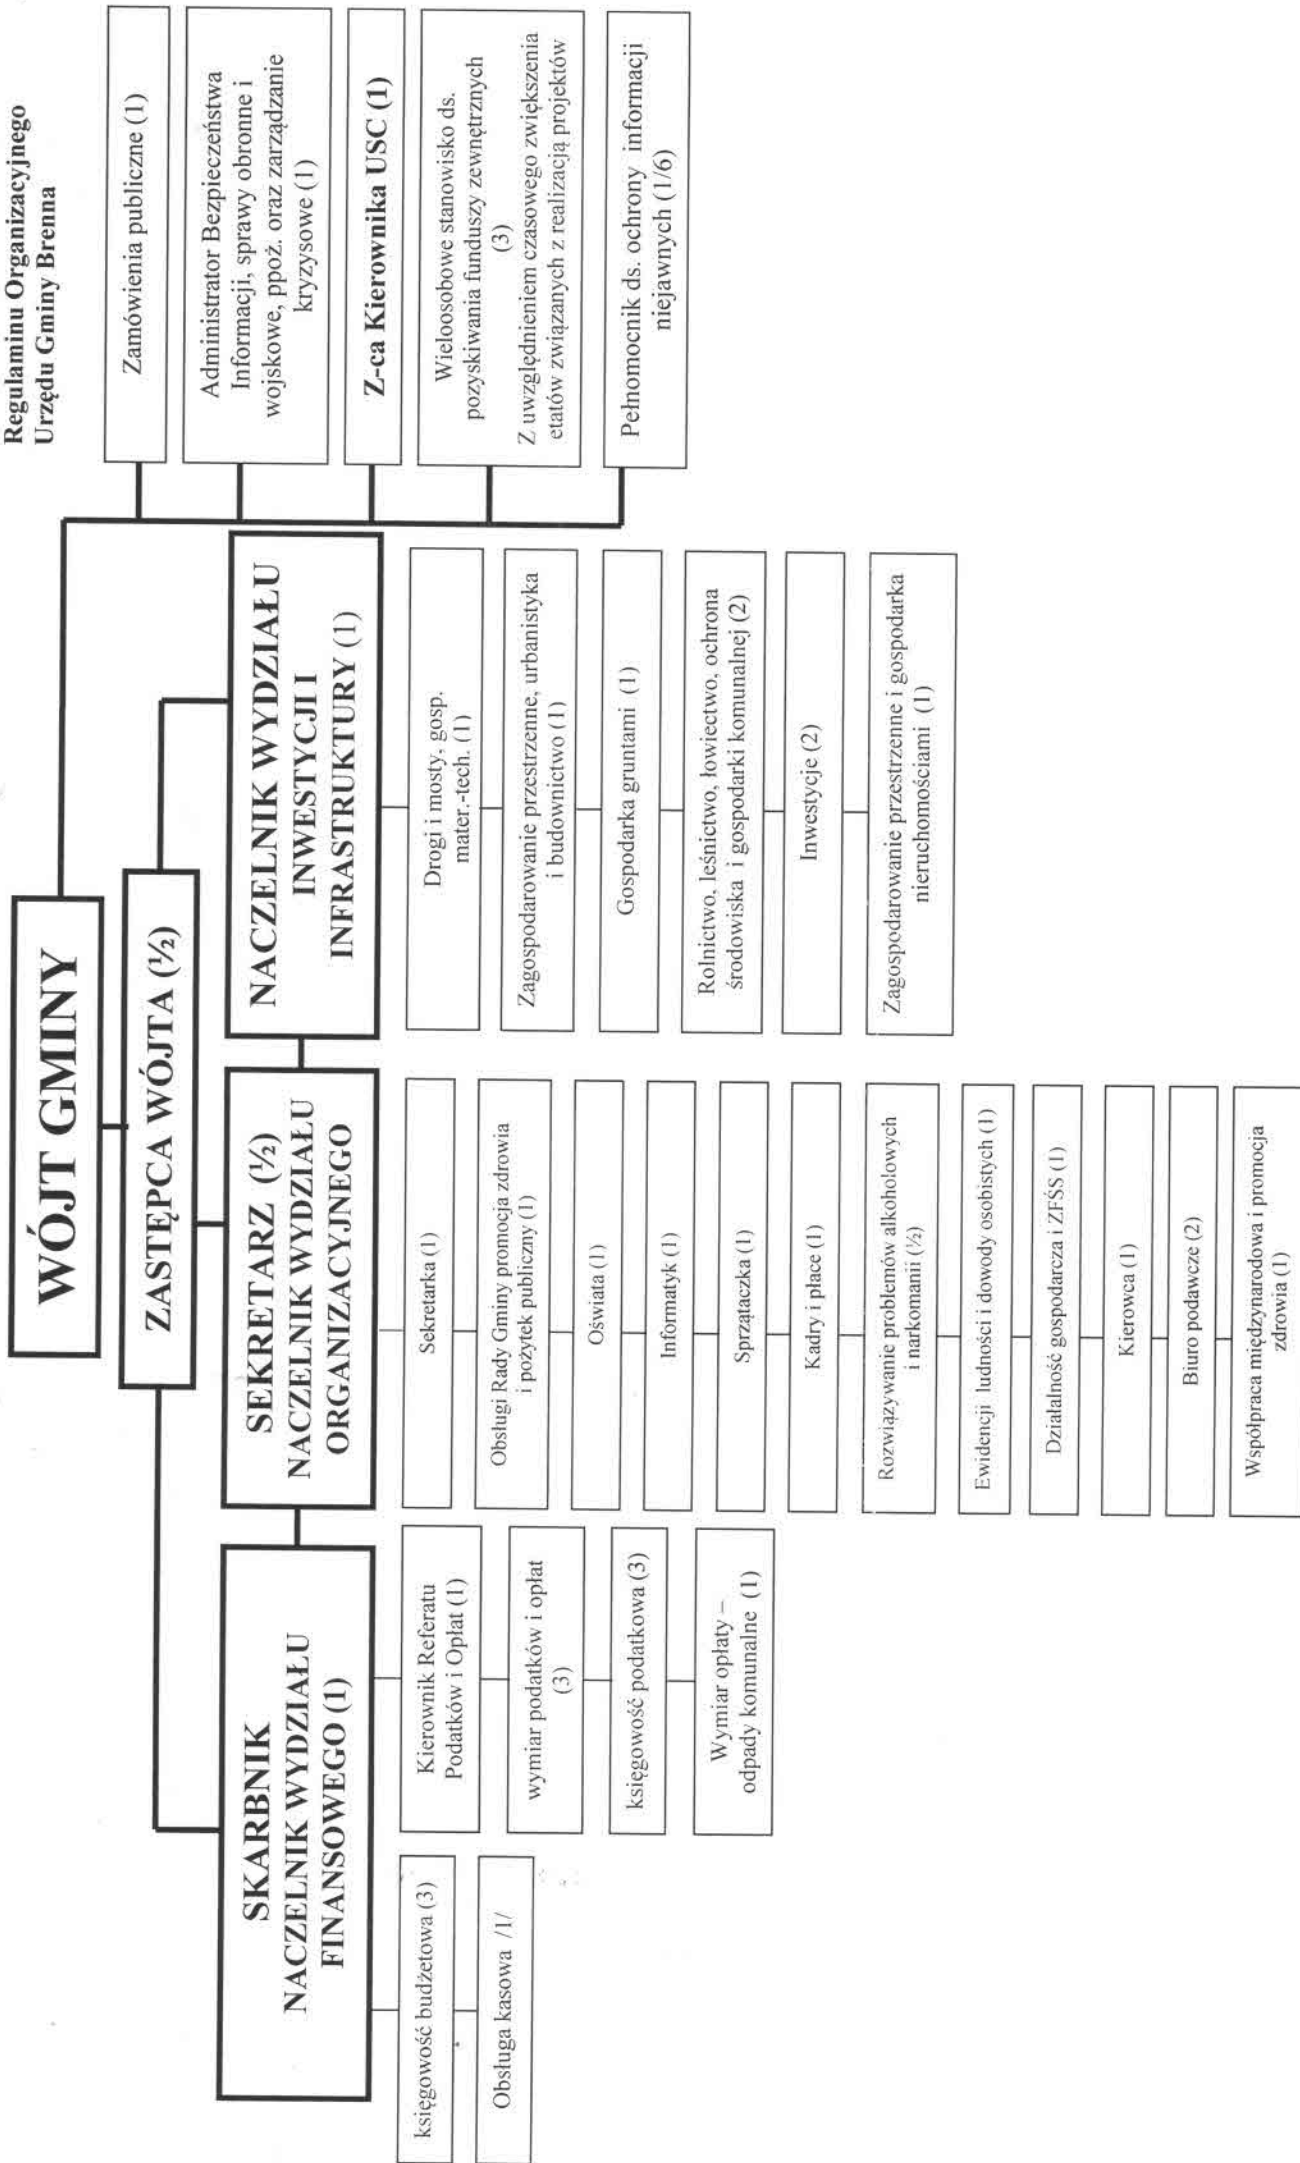 Regulaminu Organizacyjnego
Urzędu Gminy Brenna
WÓJT GMINY
ZASTĘPCA WÓJTA (½)
SKARBNIK
NACZELNIK WYDZIAŁU
FINANSOWEGO (1)
księgowość budżetowa (3)
Obsługa kasowa /1/
Kierownik Referatu
Podatków i Opłat (1)
wymiar podatków i opłat
(3)
księgowość podatkowa (3)
Wymiar opłaty –
odpady komunalne (1)
SEKRETARZ (½)
NACZELNIK WYDZIAŁU
ORGANIZACYJNEGO
Sekretarka (1)
Obsługi Rady Gminy promocja zdrowia
i pożytek publiczny (1)
Oświata (1)
Informatyk (1)
Sprzątaczka (1)
Kadry i płace (1)
Rozwiązywanie problemów alkoholowych
i narkomanii (½)
Ewidencji ludności i dowody osobistych (1)
Działalność gospodarcza i ZFŚS (1)
Kierowca (1)
Biuro podawcze (2)
Współpraca międzynarodowa i promocja
zdrowia (1)
NACZELNIK WYDZIAŁU
INWESTYCJI I
INFRASTRUKTURY (1)
Drogi i mosty, gosp.
mater.-tech. (1)
Zagospodarowanie przestrzenne, urbanistyka
i budownictwo (1)
Gospodarka gruntami (1)
Rolnictwo, leśnictwo, łowiectwo, ochrona
środowiska i gospodarki komunalnej (2)
Inwestycje (2)
Zagospodarowanie przestrzenne i gospodarka
nieruchomościami (1)
Zamówienia publiczne (1)
Administrator Bezpieczeństwa
Informacji, sprawy obronne i
wojskowe, ppoż. oraz zarządzanie
kryzysowe (1)
Z-ca Kierownika USC (1)
Wieloosobowe stanowisko ds.
pozyskiwania funduszy zewnętrznych
(3)
Z uwzględnieniem czasowego zwiększenia
etatów związanych z realizacją projektów
Pełnomocnik ds. ochrony informacji
niejawnych (1/6)